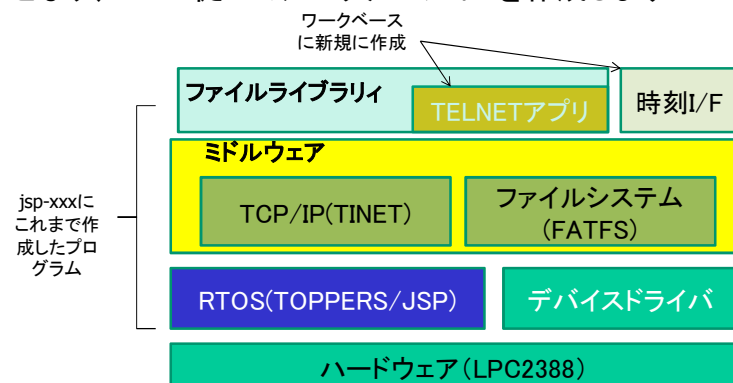 ワークベース
に新規に作成
ファイルライブラリィ
TELNETアプリ
時刻I/F
ミドルウェア
TCP/IP(TINET)
ファイルシステム
(FATFS)
jsp-xxxに
これまで作
成したプロ
グラム
RTOS(TOPPERS/JSP)
デバイスドライバ
ハードウェア(LPC2388)